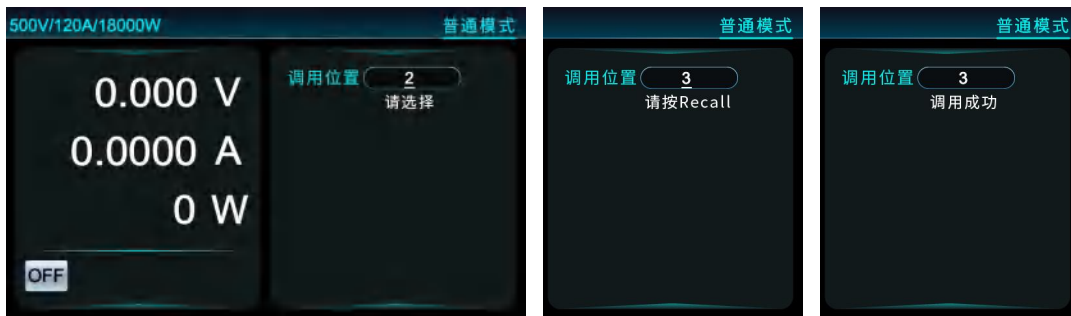 500V/120A/18000W 普通模式
0.000 V
0.0000 A
0 W
OFF
调用位置 2
请选择
普通模式
调用位置 3
请按Recall
普通模式
调用位置 3
调用成功